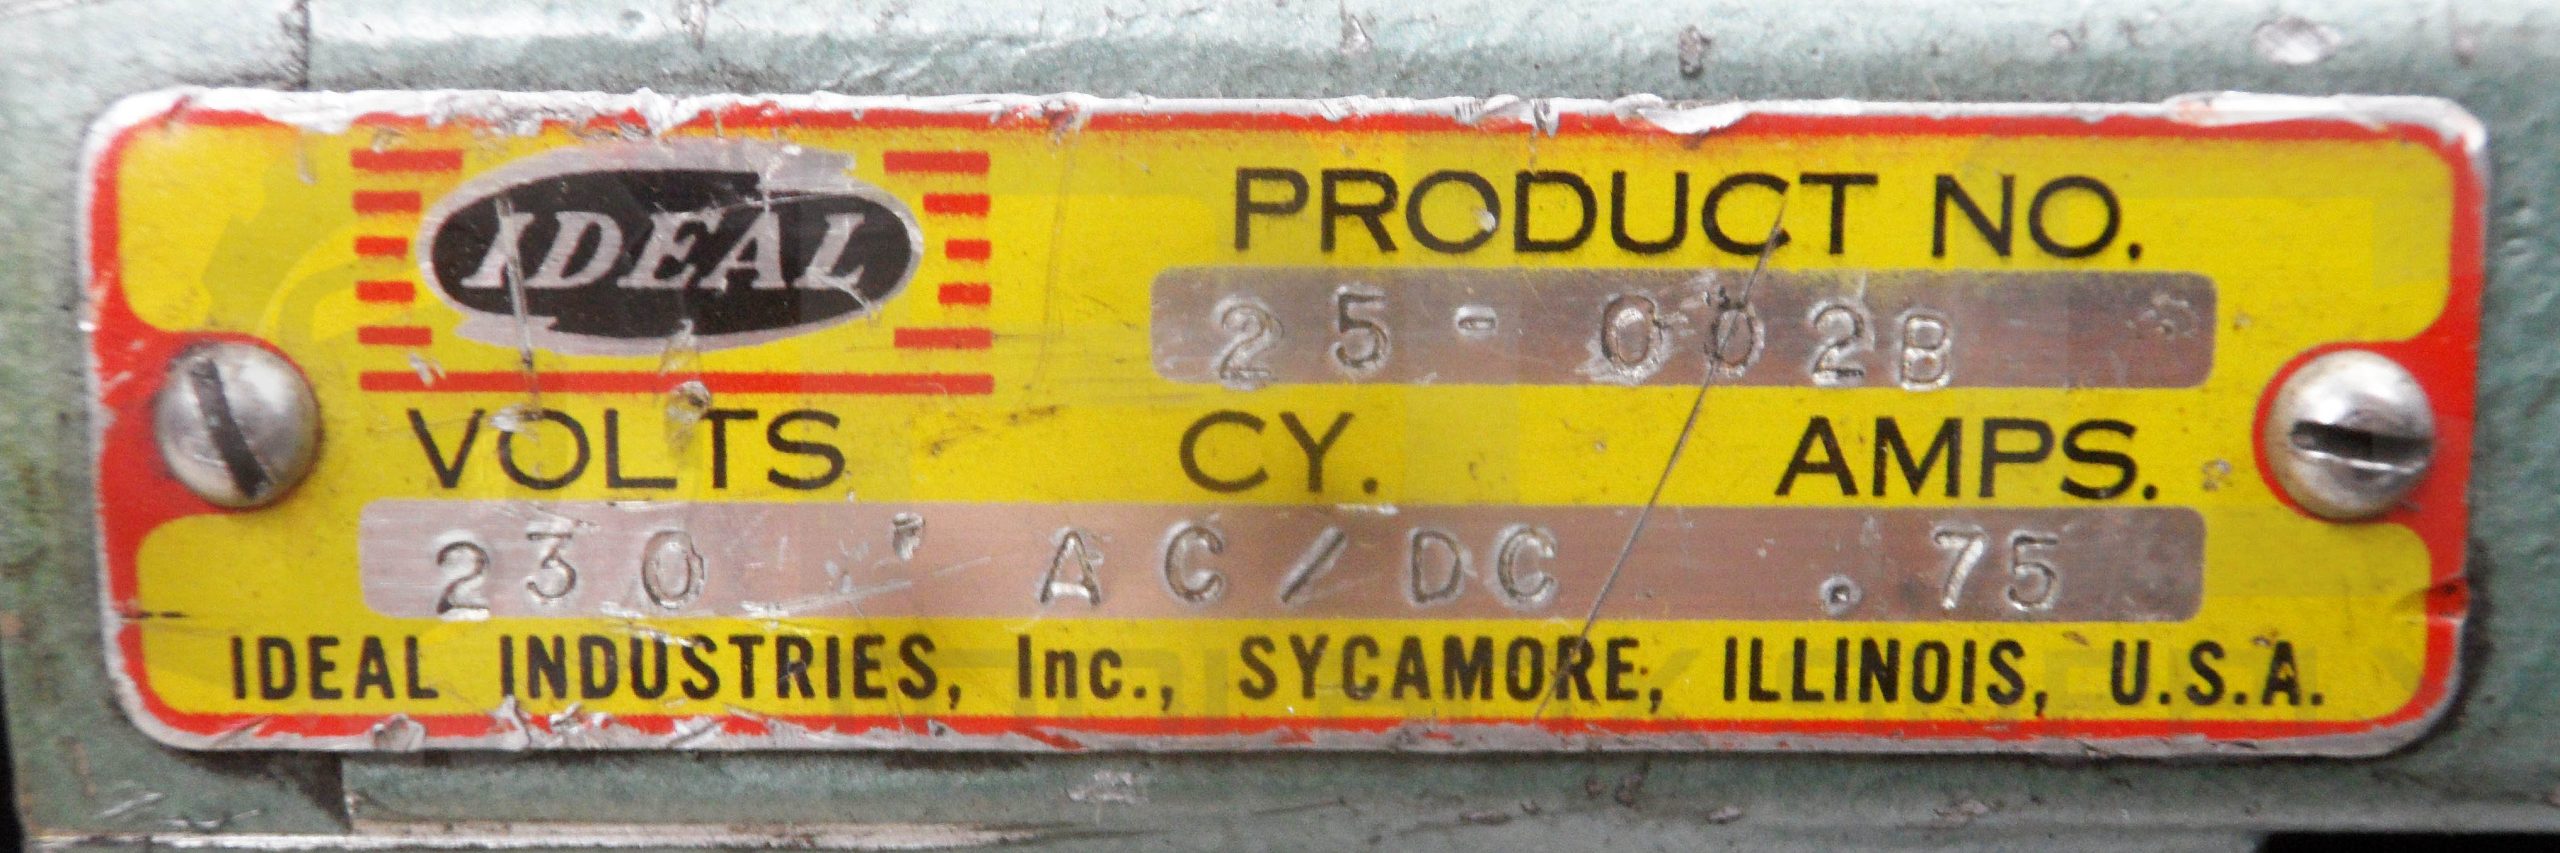 IDEAL
PRODUCT NO.
25-002B
VOLTS CY. AMPS.
230 AC/DC .75
IDEAL INDUSTRIES, Inc., SYCAMORE, ILLINOIS, U.S.A.